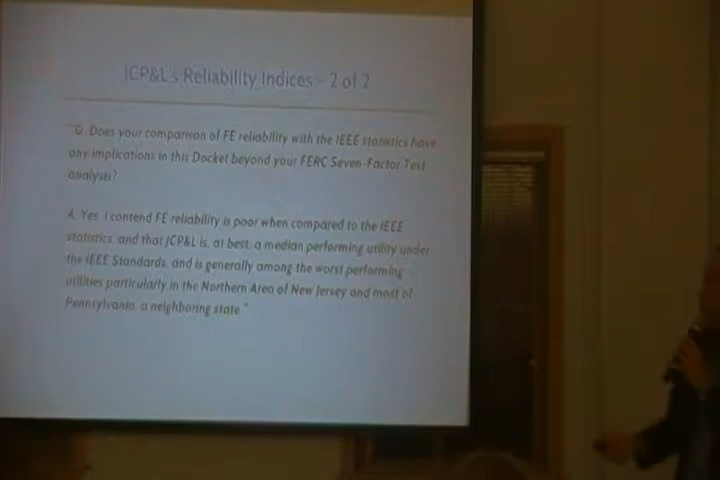 JCP&L's Reliability Indices – 2 of 2
"Q. Does your comparison of FE reliability with the IEEE statistics have
any implications in this Docket beyond your FERC Seven-Factor Test
analysis?
A. Yes. I contend FE reliability is poor when compared to the IEEE
statistics, and that JCP&L is, at best, a median performing utility under
the IEEE Standards, and is generally among the worst performing
utilities particularly in the Northern Area of New Jersey and most of
Pennsylvania, a neighboring state."